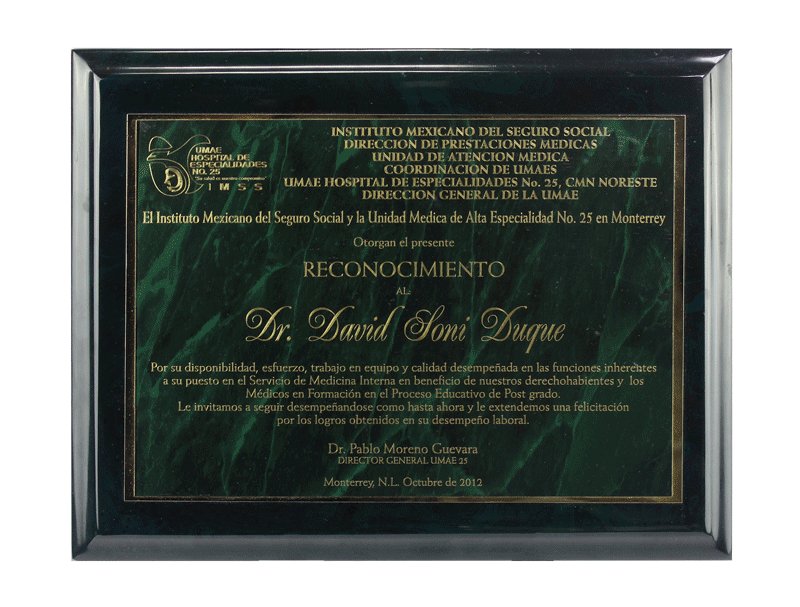 UMAE
HOSPITAL DE
ESPECIALIDADES
NO. 25
"Su salud es nuestro compromiso"
I M S S
INSTITUTO MEXICANO DEL SEGURO SOCIAL
DIRECCION DE PRESTACIONES MEDICAS
UNIDAD DE ATENCION MEDICA
COORDINACION DE UMAES
UMAE HOSPITAL DE ESPECIALIDADES No. 25, CMN NORESTE
DIRECCION GENERAL DE LA UMAE
El Instituto Mexicano del Seguro Social y la Unidad Medica de Alta Especialidad No. 25 en Monterrey
Otorgan el presente
RECONOCIMIENTO
AL:
Dr. David Soni Duque
Por su disponibilidad, esfuerzo, trabajo en equipo y calidad desempeñada en las funciones inherentes
a su puesto en el Servicio de Medicina Interna en beneficio de nuestros derechohabientes y los
Médicos en Formación en el Proceso Educativo de Post grado.
Le invitamos a seguir desempeñandose como hasta ahora y le extendemos una felicitación
por los logros obtenidos en su desempeño laboral.
Dr. Pablo Moreno Guevara
DIRECTOR GENERAL UMAE 25
Monterrey, N.L. Octubre de 2012